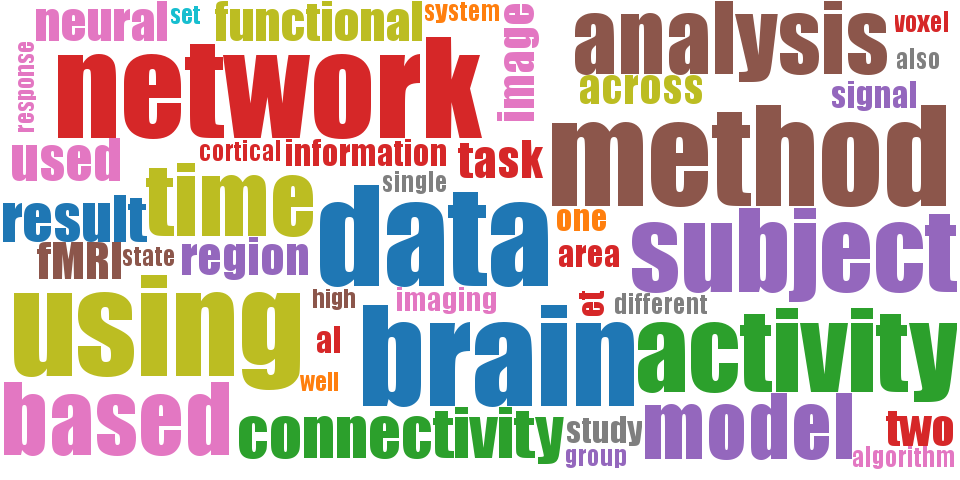 neural
set
functional
system
image
analysis
voxel
also
response
network
across
signal
used
cortical
information
task
method
time
single
result
data
one
subject
fMRI
state
region
area
using
high
imaging
et
different
al
brain
activity
well
based
connectivity
study
model
two
group
algorithm